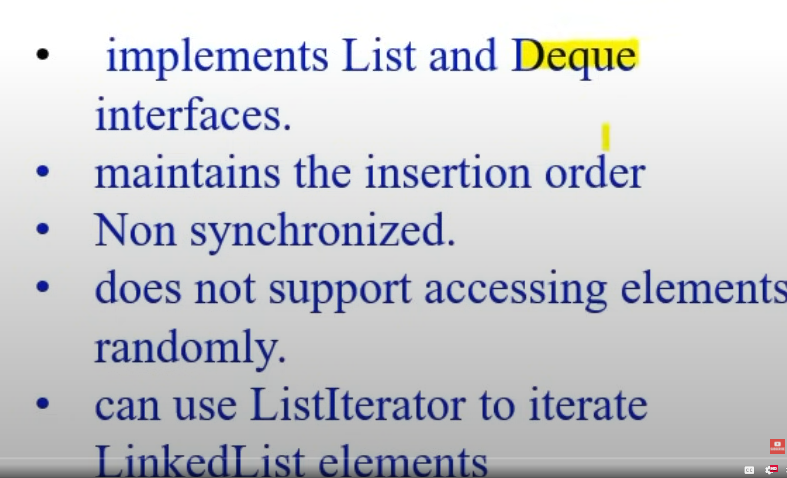 • implements List and Deque
interfaces.
• maintains the insertion order
• Non synchronized.
• does not support accessing elements
randomly.
• can use ListIterator to iterate
LinkedList elements